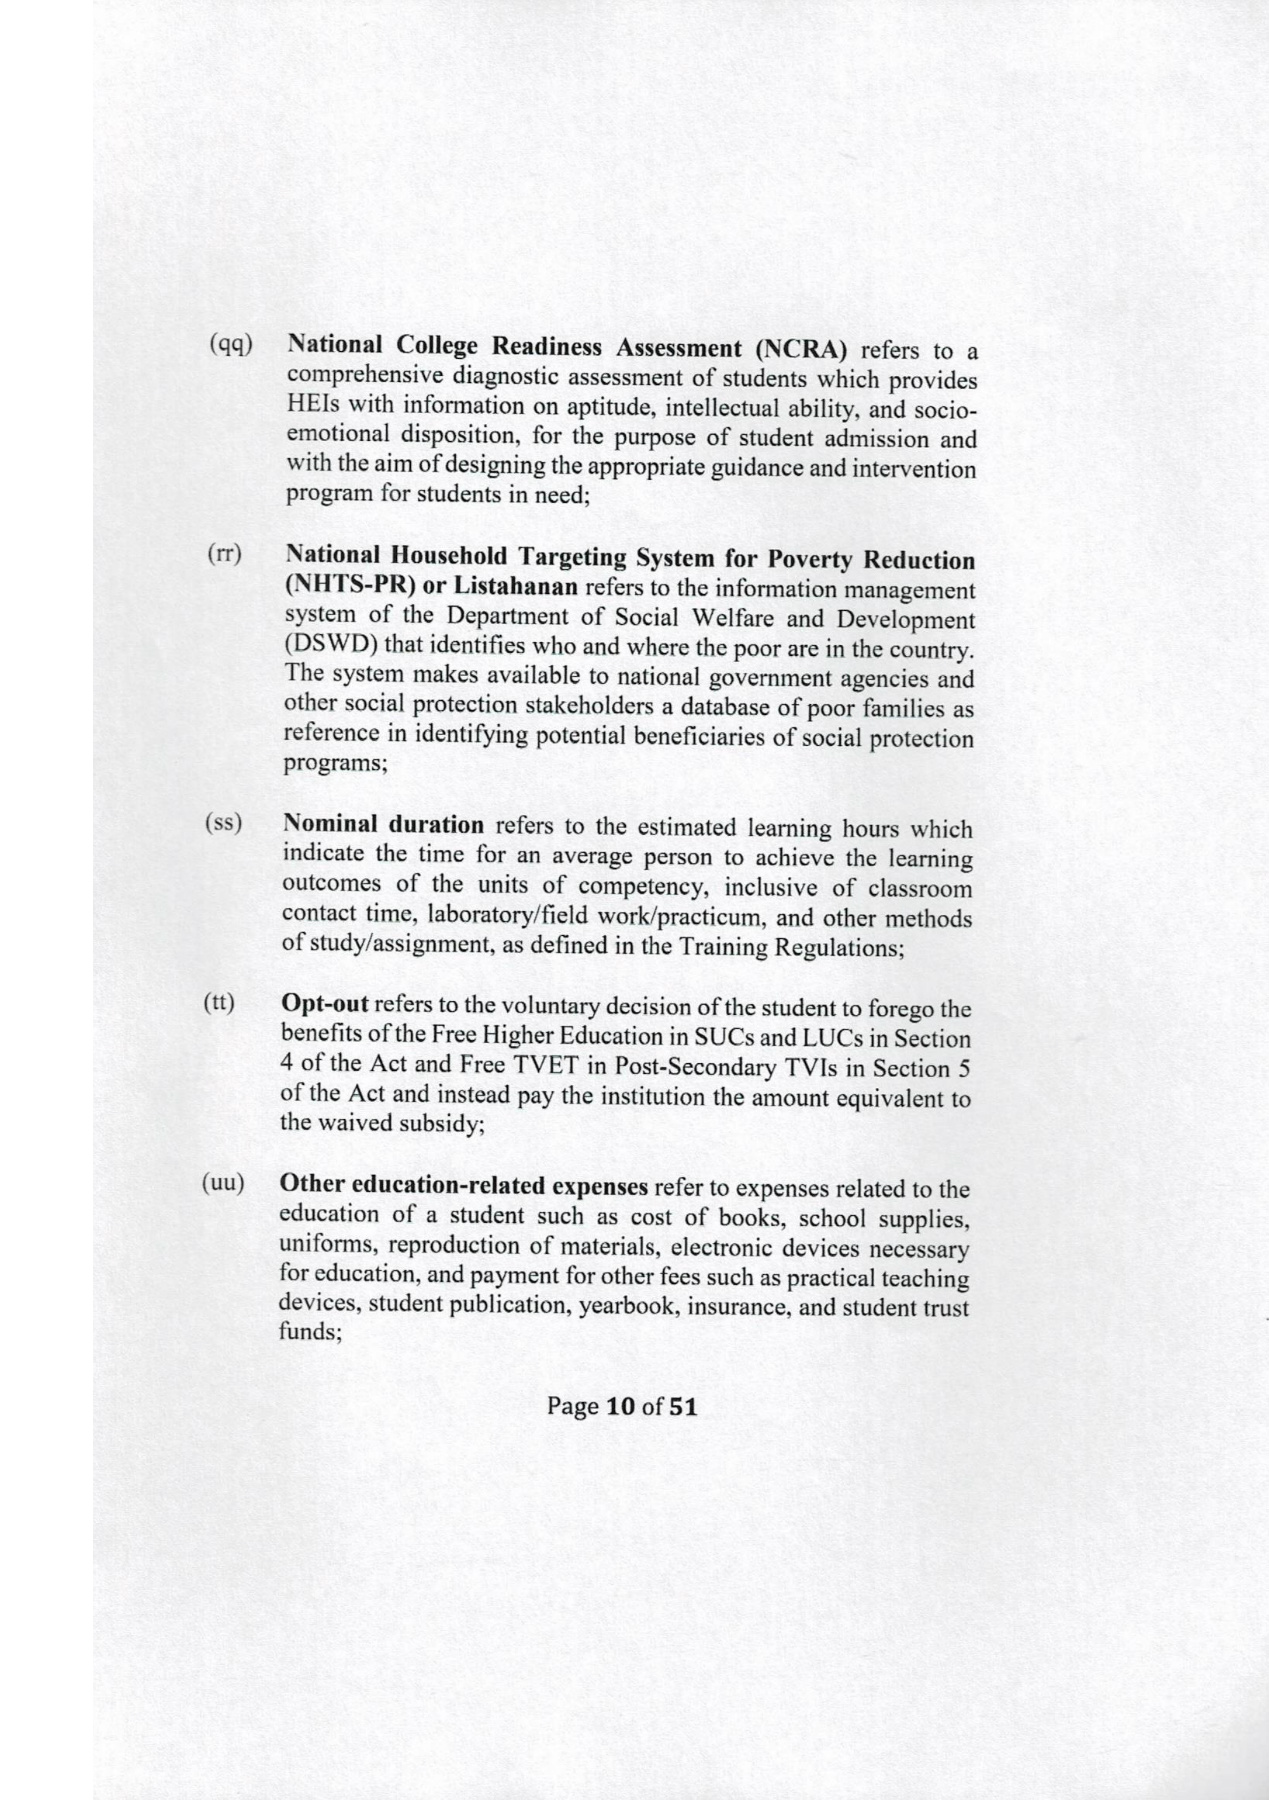 (qq) National College Readiness Assessment (NCRA) refers to a
comprehensive diagnostic assessment of students which provides
HEIs with information on aptitude, intellectual ability, and socio-
emotional disposition, for the purpose of student admission and
with the aim of designing the appropriate guidance and intervention
program for students in need;
(rr) National Household Targeting System for Poverty Reduction
(NHTS-PR) or Listahanan refers to the information management
system of the Department of Social Welfare and Development
(DSWD) that identifies who and where the poor are in the country.
The system makes available to national government agencies and
other social protection stakeholders a database of poor families as
reference in identifying potential beneficiaries of social protection
programs;
(ss) Nominal duration refers to the estimated learning hours which
indicate the time for an average person to achieve the learning
outcomes of the units of competency, inclusive of classroom
contact time, laboratory/field work/practicum, and other methods
of study/assignment, as defined in the Training Regulations;
(tt) Opt-out refers to the voluntary decision of the student to forego the
benefits of the Free Higher Education in SUCs and LUCs in Section
4 of the Act and Free TVET in Post-Secondary TVIs in Section 5
of the Act and instead pay the institution the amount equivalent to
the waived subsidy;
(uu) Other education-related expenses refer to expenses related to the
education of a student such as cost of books, school supplies,
uniforms, reproduction of materials, electronic devices necessary
for education, and payment for other fees such as practical teaching
devices, student publication, yearbook, insurance, and student trust
funds;
Page 10 of 51